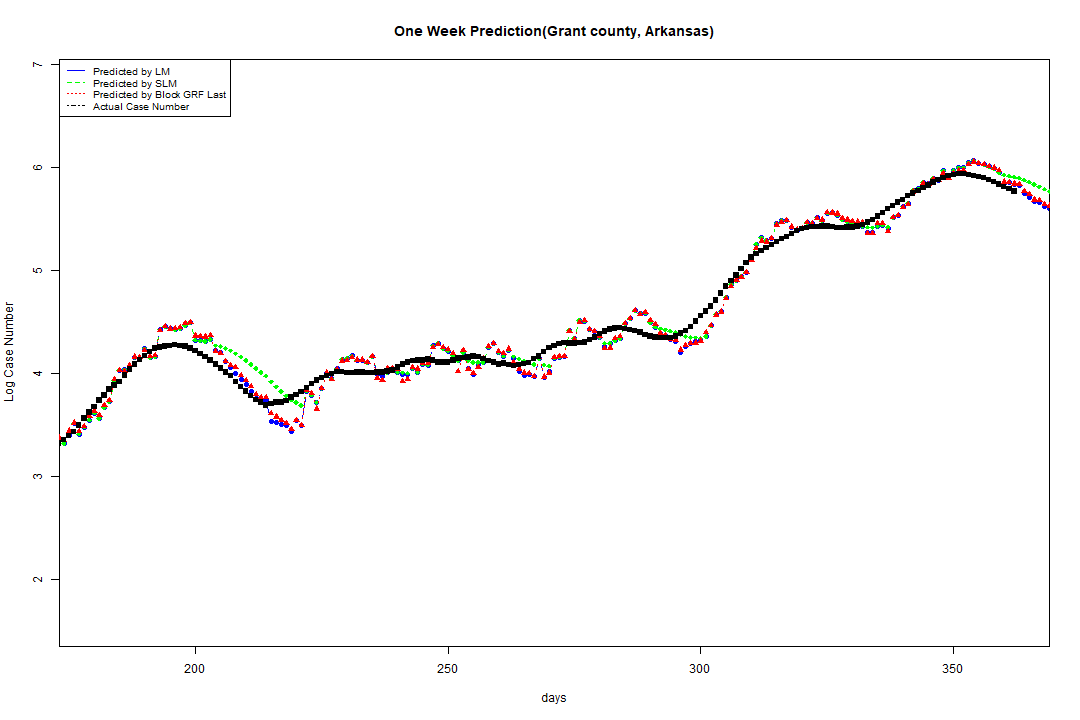 One Week Prediction(Grant county, Arkansas)
Predicted by LM
Predicted by SLM
Predicted by Block GRF Last
Actual Case Number
Log Case Number
7
6
5
4
3
2
200 250 300 350
days